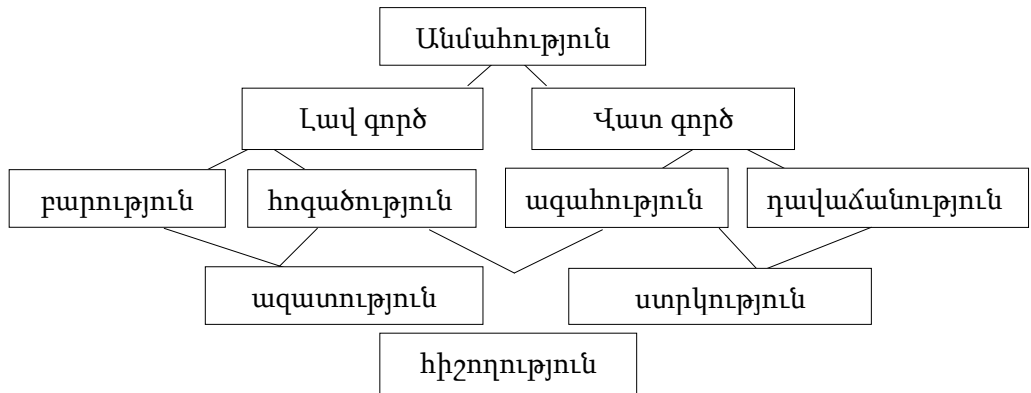 Անմահություն
Լավ գործ
Վատ գործ
բարություն
հոգածություն
ագահություն
դավաճանություն
ազատություն
ստրկություն
հիշողություն